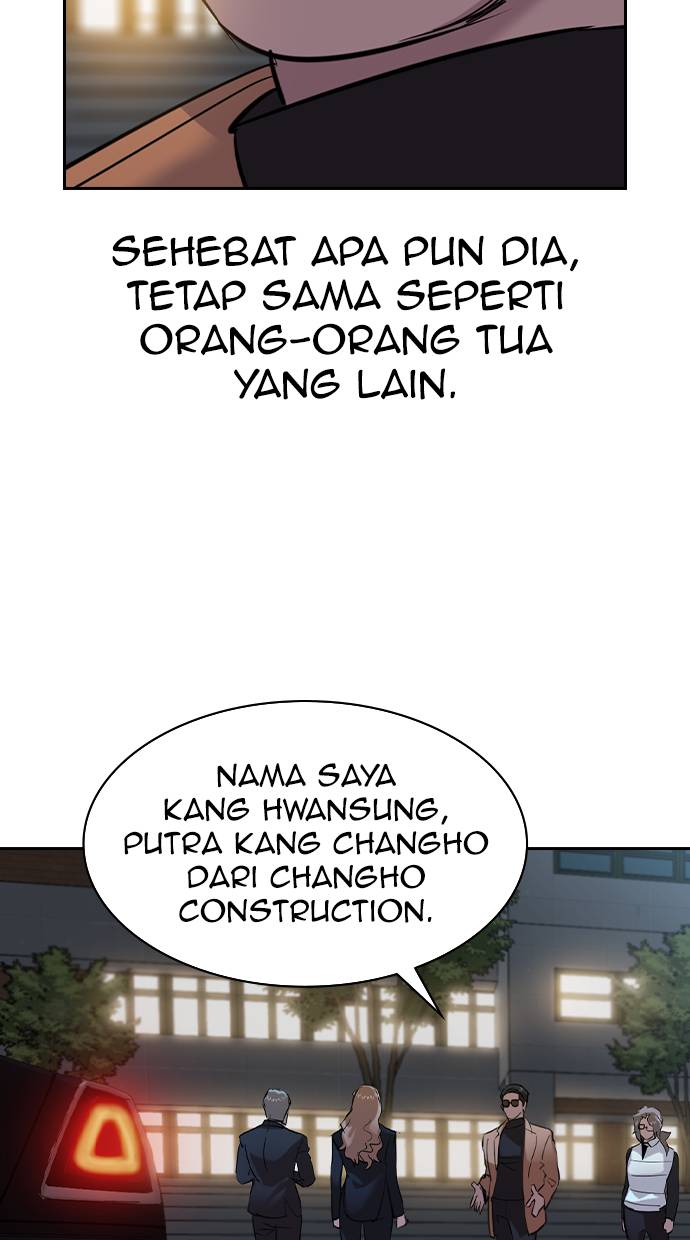 SEHEBAT APA PUN DIA,
TETAP SAMA SEPERTI
ORANG-ORANG TUA
YANG LAIN.
NAMA SAYA
KANG HWANSUNG,
PUTRA KANG CHANGHO
DARI CHANGHO
CONSTRUCTION.